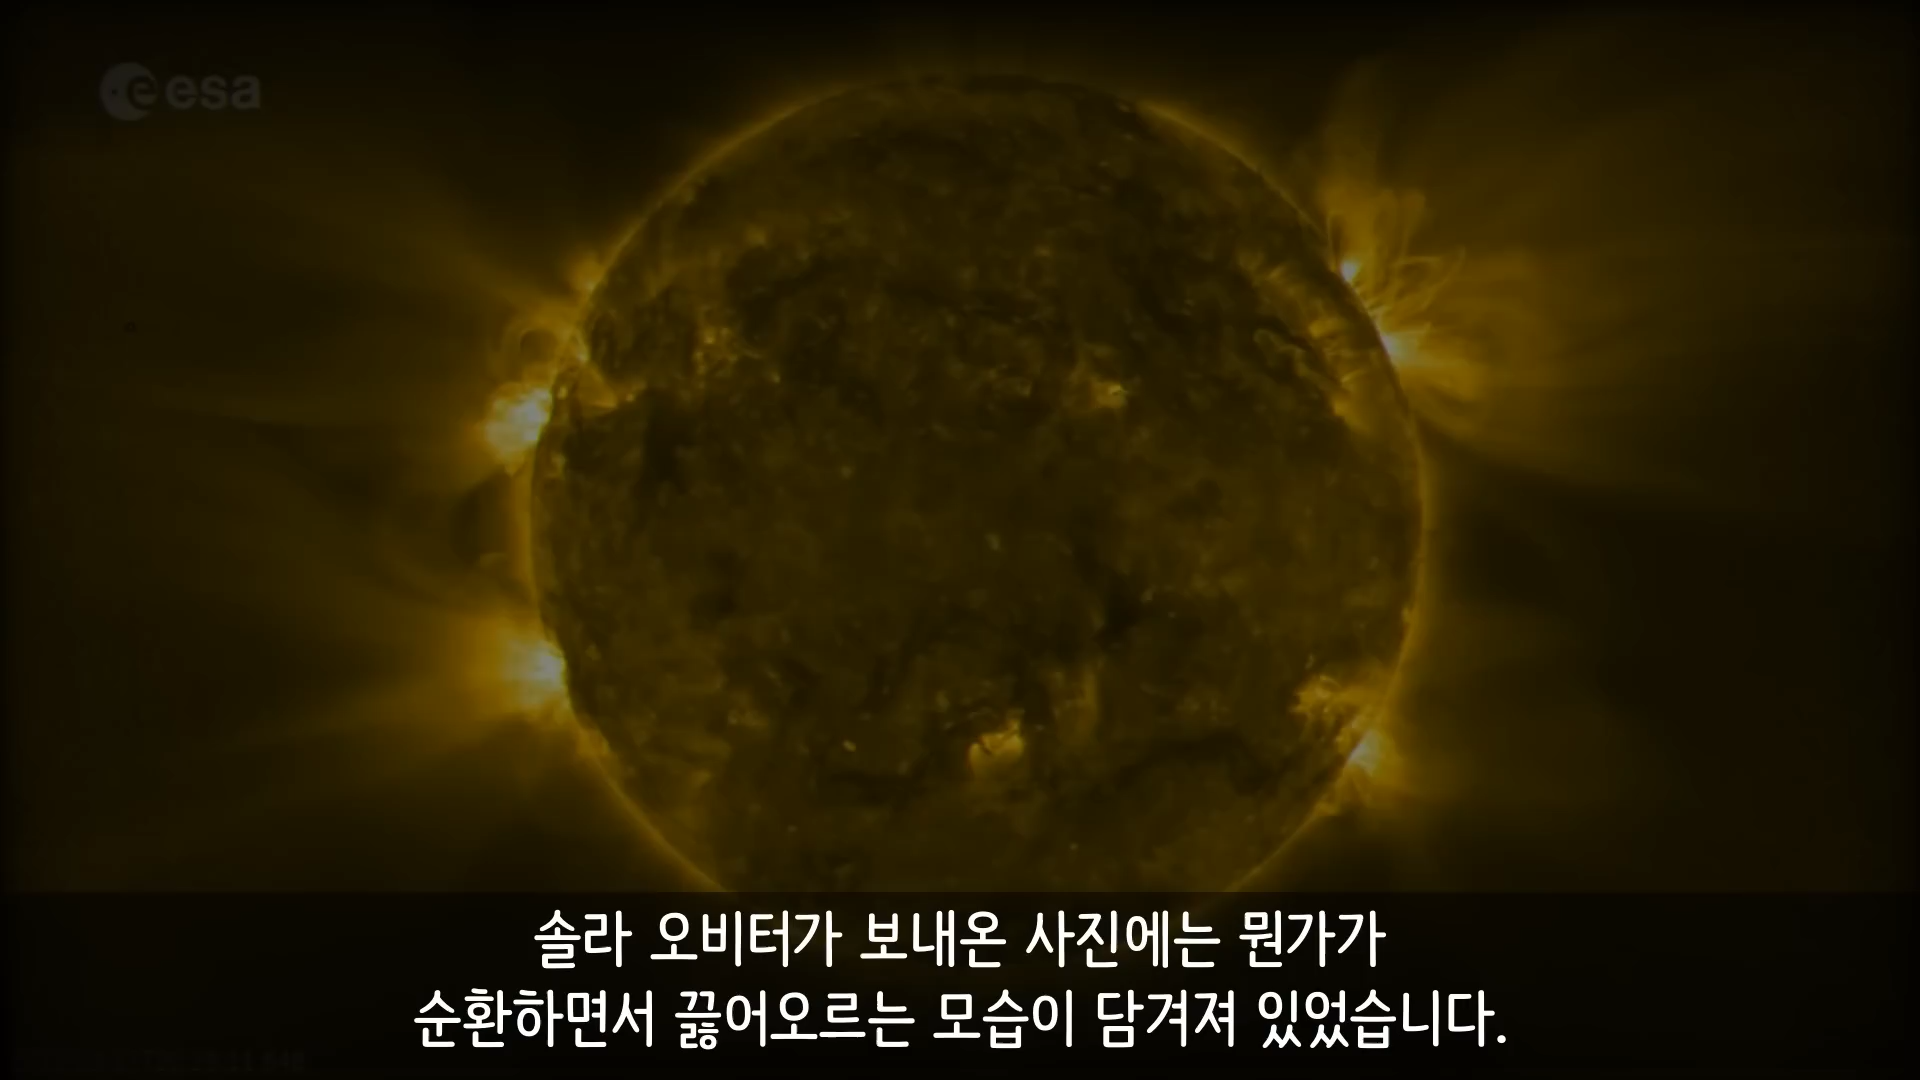 esa
솔라 오비터가 보내온 사진에는 뭔가가
순환하면서 끓어오르는 모습이 담겨져 있었습니다.